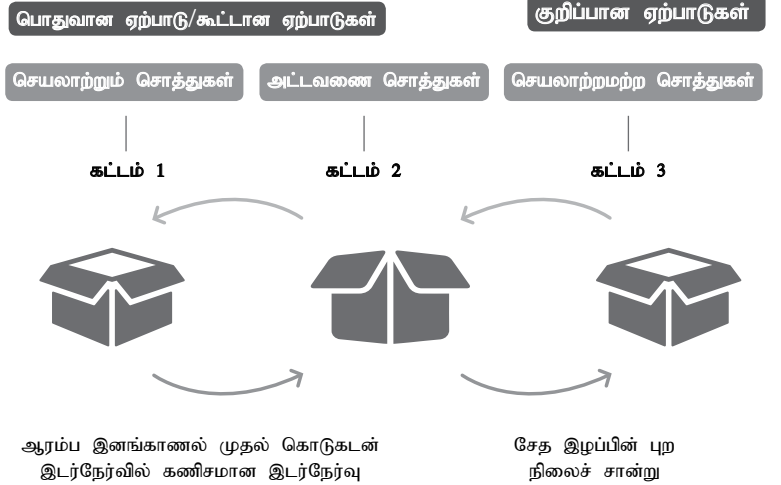 பொதுவான ஏற்பாடு/கூட்டான ஏற்பாடுகள்
குறிப்பான ஏற்பாடுகள்
செயலாற்றும் சொத்துகள்
அட்டவணை சொத்துகள்
செயலாற்றமற்ற சொத்துகள்
கட்டம் 1
கட்டம் 2
கட்டம் 3
ஆரம்ப இனங்காணல் முதல் கொடுகடன்
இடர்நேர்வில் கணிசமான இடர்நேர்வு
சேத இழப்பின் புற
நிலைச் சான்று